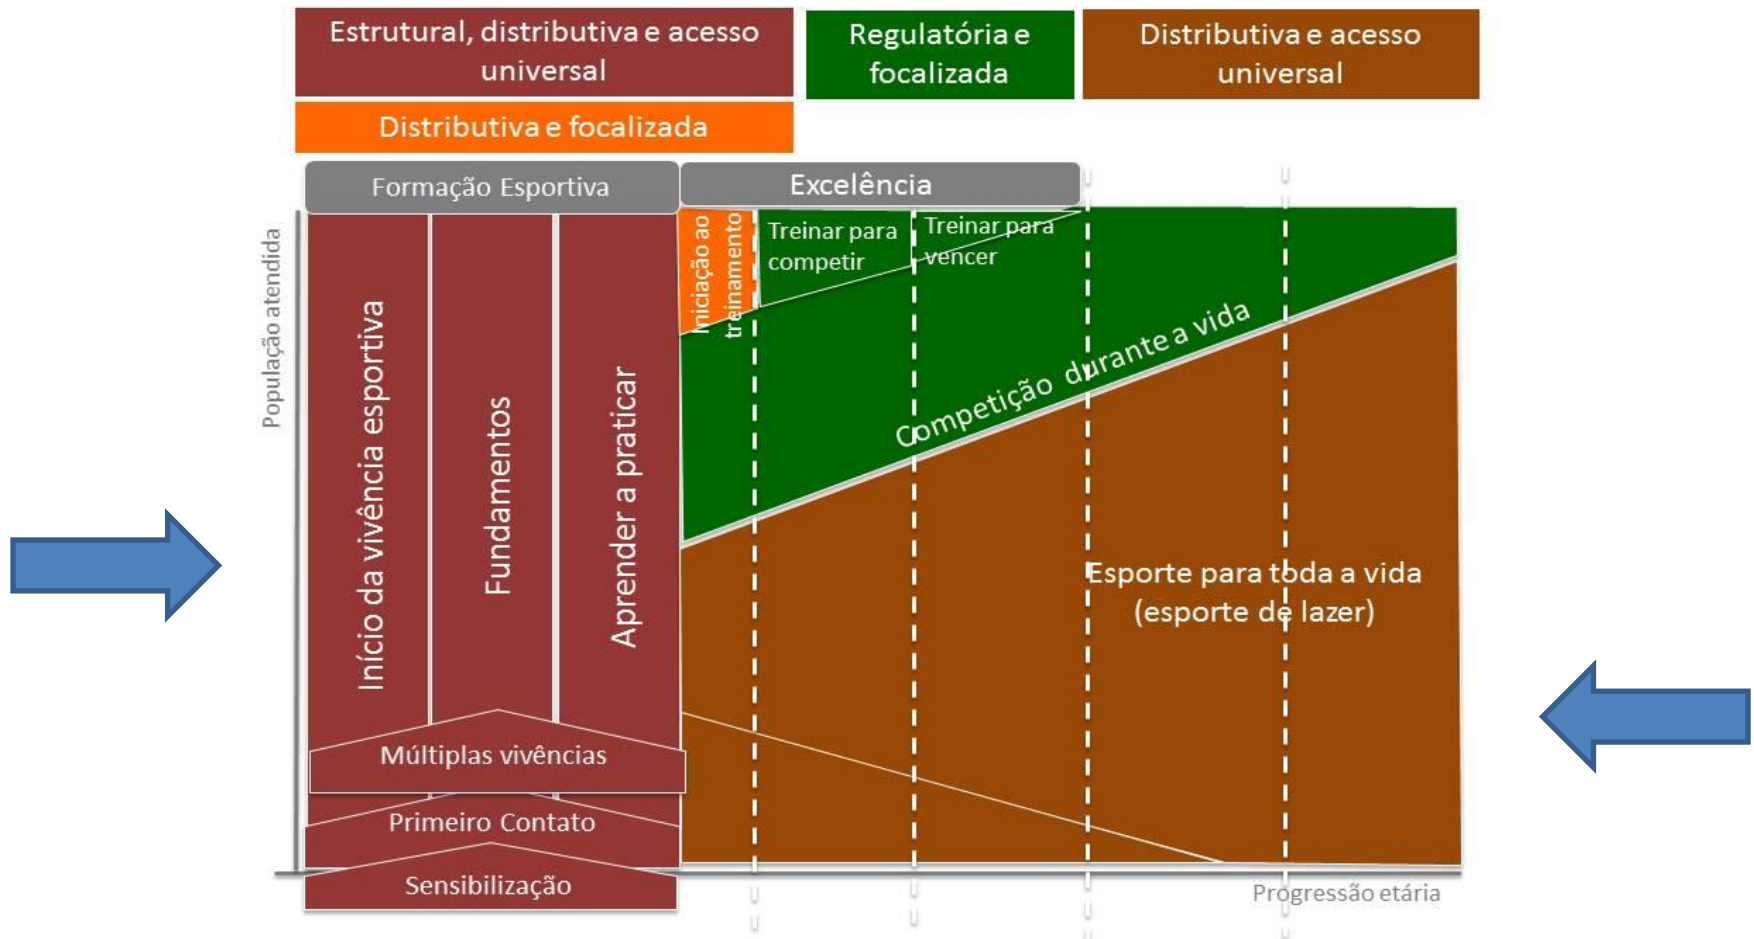 Estrutural, distributiva e acesso
universal
Regulatória e
focalizada
Distributiva e acesso
universal
Distributiva e focalizada
Formação Esportiva
Excelência
População atendida
Início da vivência esportiva
Fundamentos
Aprender a praticar
Iniciação ao
treinamento
Treinar para
competir
Treinar para
vencer
Competição durante a vida
Esporte para toda a vida
(esporte de lazer)
Múltiplas vivências
Primeiro Contato
Sensibilização
Progressão etária